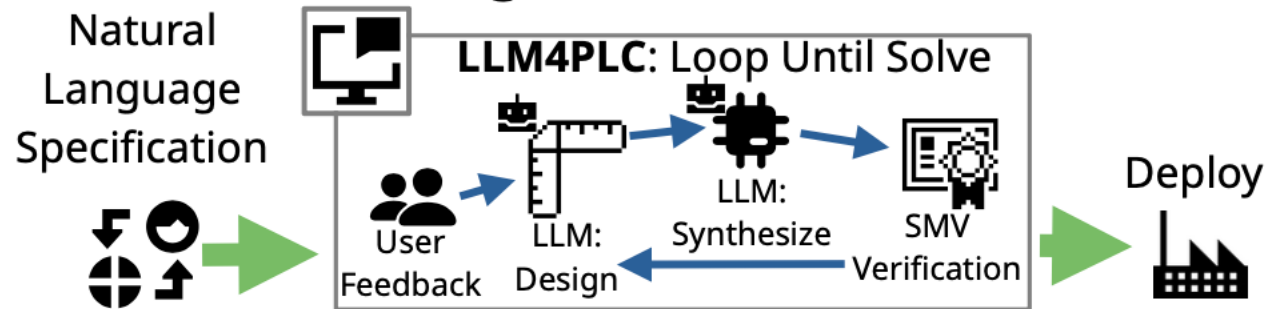 Natural
Language
Specification
LLM4PLC: Loop Until Solve
User
Feedback
LLM:
Design
LLM:
Synthesize
SMV
Verification
Deploy